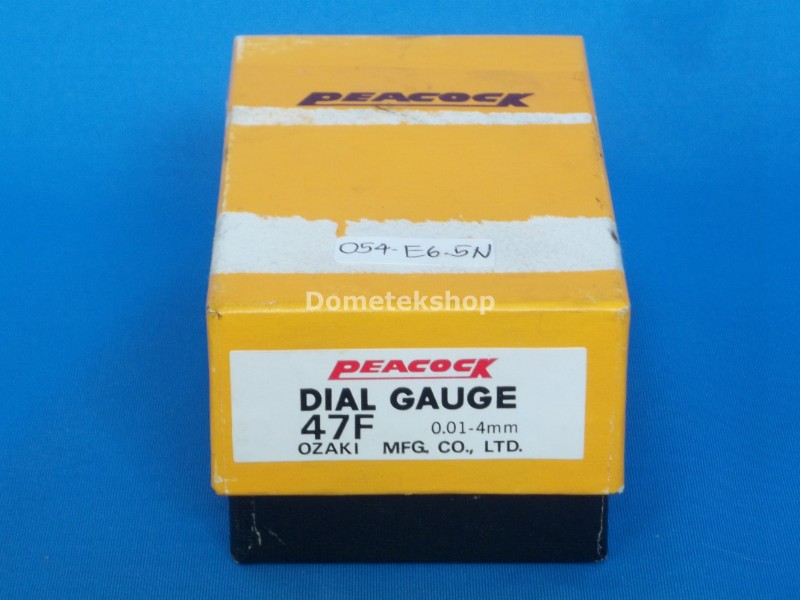 PEACOCK
054-E6-5N
Dometekshop
PEACOCK
DIAL GAUGE
47F 0.01-4mm
OZAKI MFG. CO., LTD.